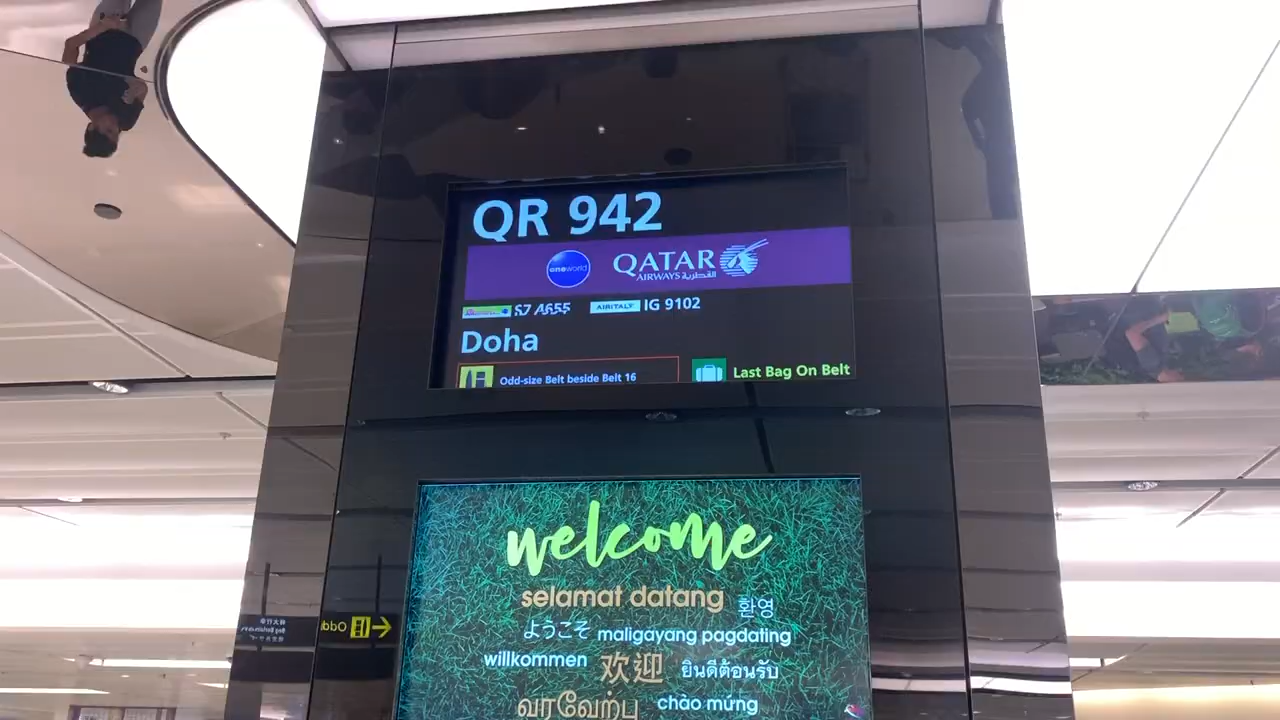 QR 942
oneworld
QATAR
AIRWAYS القطرية
S7 4655 AIRITALY IG 9102
Doha
Odd-size Belt beside Belt 16
Last Bag On Belt
welcome
selamat datang 환영
ようこそ maligayang pagdating
willkommen 欢迎 ยินดีต้อนรับ
வரவேற்பு chào mừng